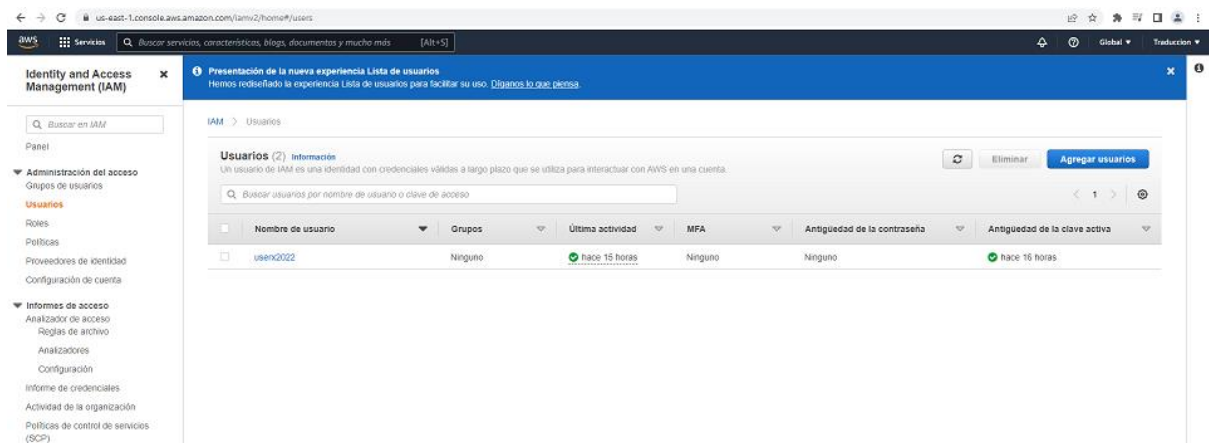 us-east-1.console.aws.amazon.com/iamv2/home#/users
aws
Servicios
Buscar servicios, características, blogs, documentos y mucho más
[Alt+S]
Global
Traduccion
Identity and Access
Management (IAM)
Buscar en IAM
Panel
Administración del acceso
Grupos de usuarios
Usuarios
Roles
Políticas
Proveedores de identidad
Configuración de cuenta
Informes de acceso
Analizador de acceso
Reglas de archivo
Analizadores
Configuración
Informe de credenciales
Actividad de la organización
Políticas de control de servicios
(SCP)
Presentación de la nueva experiencia Lista de usuarios
Hemos rediseñado la experiencia Lista de usuarios para facilitar su uso. Díganos lo que piensa.
IAM > Usuarios
Usuarios (2) Información
Un usuario de IAM es una identidad con credenciales válidas a largo plazo que se utiliza para interactuar con AWS en una cuenta.
Eliminar
Agregar usuarios
Buscar usuarios por nombre de usuario o clave de acceso
< 1 >
Nombre de usuario Grupos Última actividad MFA Antigüedad de la contraseña Antigüedad de la clave activa
userx2022 Ninguno hace 15 horas Ninguno Ninguno hace 16 horas